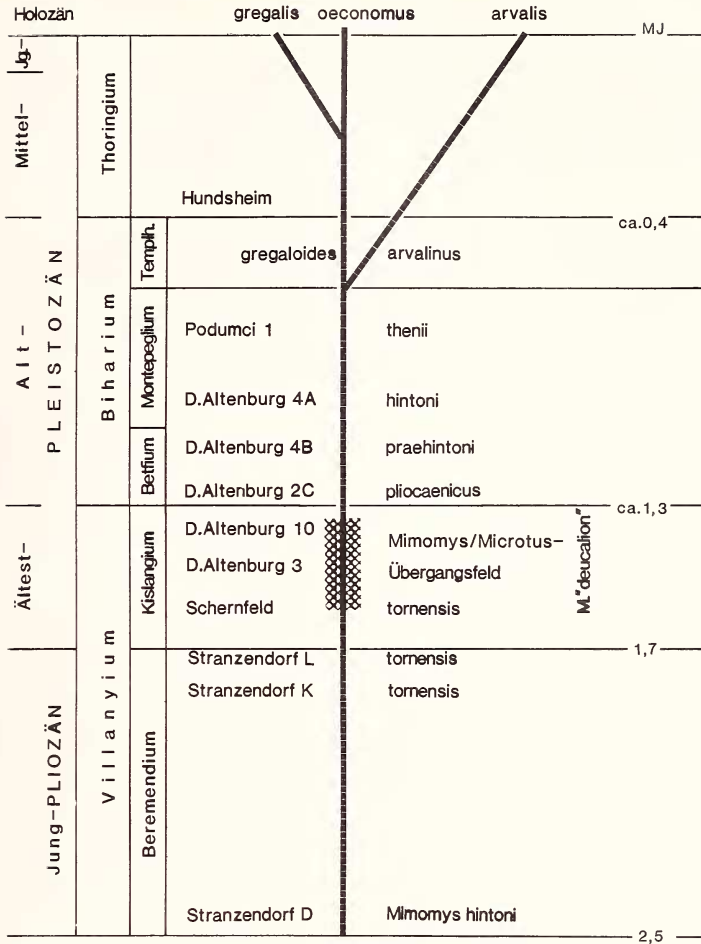 Holozän gregalis oeconomus arvalis
MJ
Jg.-
Mittel-
Thoringium
Hundsheim
ca.0,4
Alt-
PLEISTOZÄN
Biharium
Templh.
gregaloides arvalinus
Montepeglium
Podumci 1 thenii
D.Altenburg 4A hintoni
Betfium
D.Altenburg 4B praehintoni
D.Altenburg 2C pliocaenicus
ca.1,3
Ältest-
Villanyium
Kislangium
D.Altenburg 10 Mimomys/Microtus-
D.Altenburg 3 Übergangsfeld
Schernfeld tornensis
M."deucalion"
1,7
Jung-PLIOZÄN
Beremendium
Stranzendorf L tornensis
Stranzendorf K tornensis
Stranzendorf D Mimomys hintoni
2,5